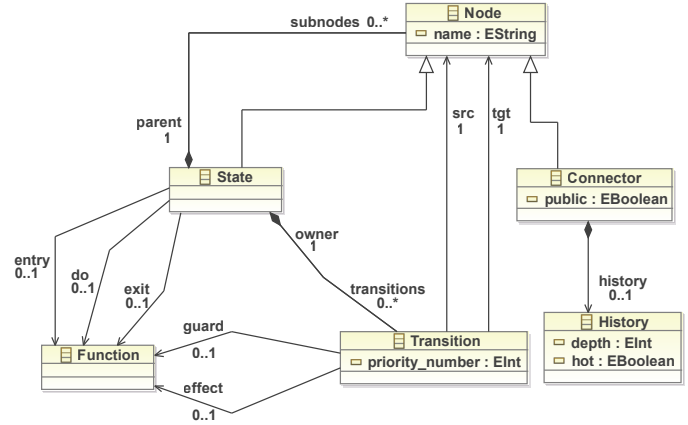 Node
subnodes 0..*
name : EString
src
1
tgt
1
parent
1
State
Connector
public : EBoolean
owner
1
entry
0..1
do
0..1
exit
0..1
transitions
0..*
history
0..1
guard
0..1
History
depth : EInt
hot : EBoolean
Function
Transition
priority_number : EInt
effect
0..1